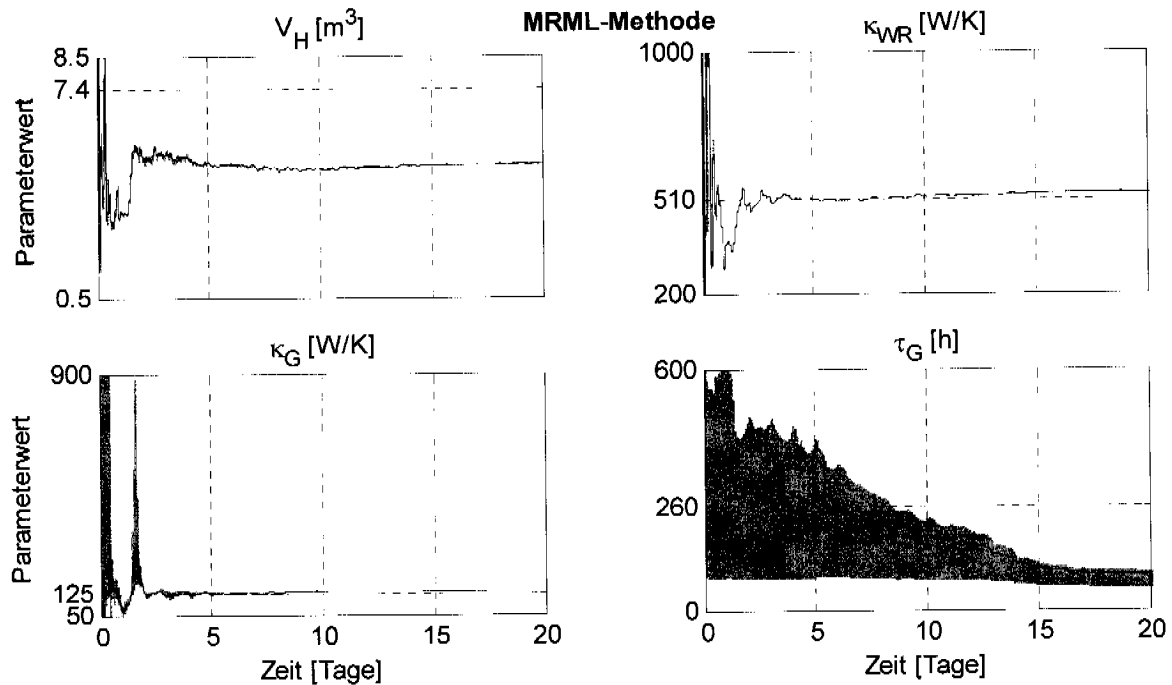 MRML-Methode
V_H [m³]
Parameterwert
8.5
7.4
0.5
κ_WR [W/K]
1000
510
200
κ_G [W/K]
Parameterwert
900
125
50
0 5 10 15 20
Zeit [Tage]
τ_G [h]
600
260
0
0 5 10 15 20
Zeit [Tage]